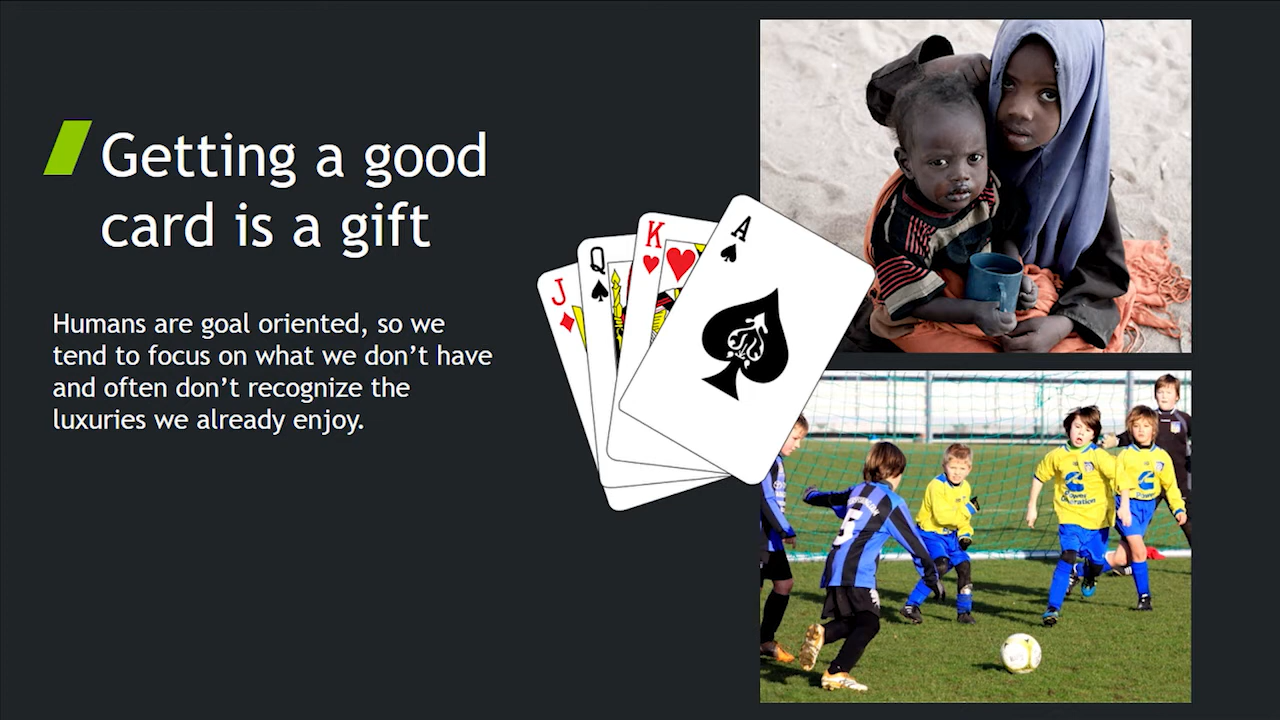 Getting a good
card is a gift
Humans are goal oriented, so we
tend to focus on what we don’t have
and often don’t recognize the
luxuries we already enjoy.
J
Q
K
A
5